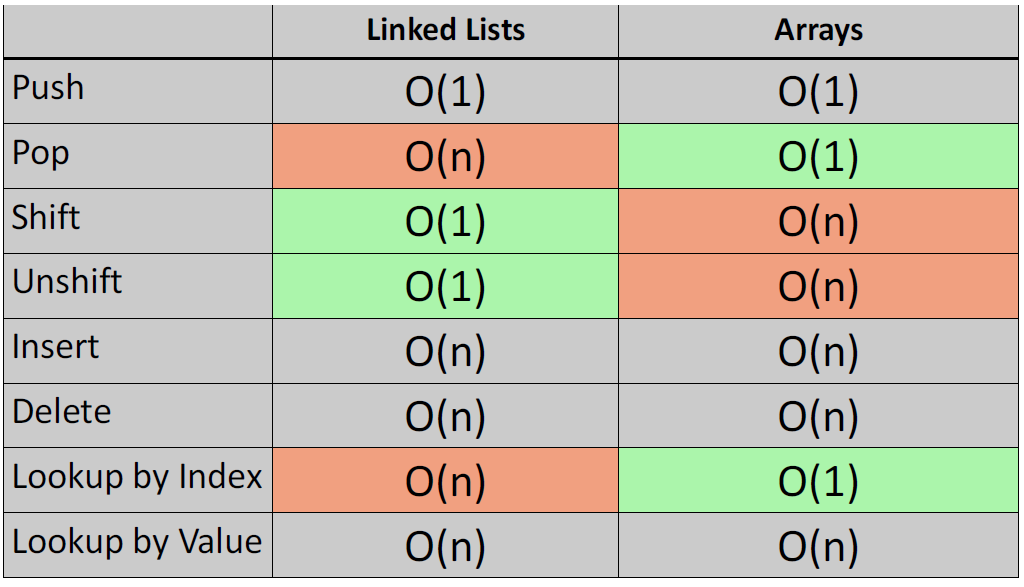 Linked Lists Arrays
Push O(1) O(1)
Pop O(n) O(1)
Shift O(1) O(n)
Unshift O(1) O(n)
Insert O(n) O(n)
Delete O(n) O(n)
Lookup by Index O(n) O(1)
Lookup by Value O(n) O(n)